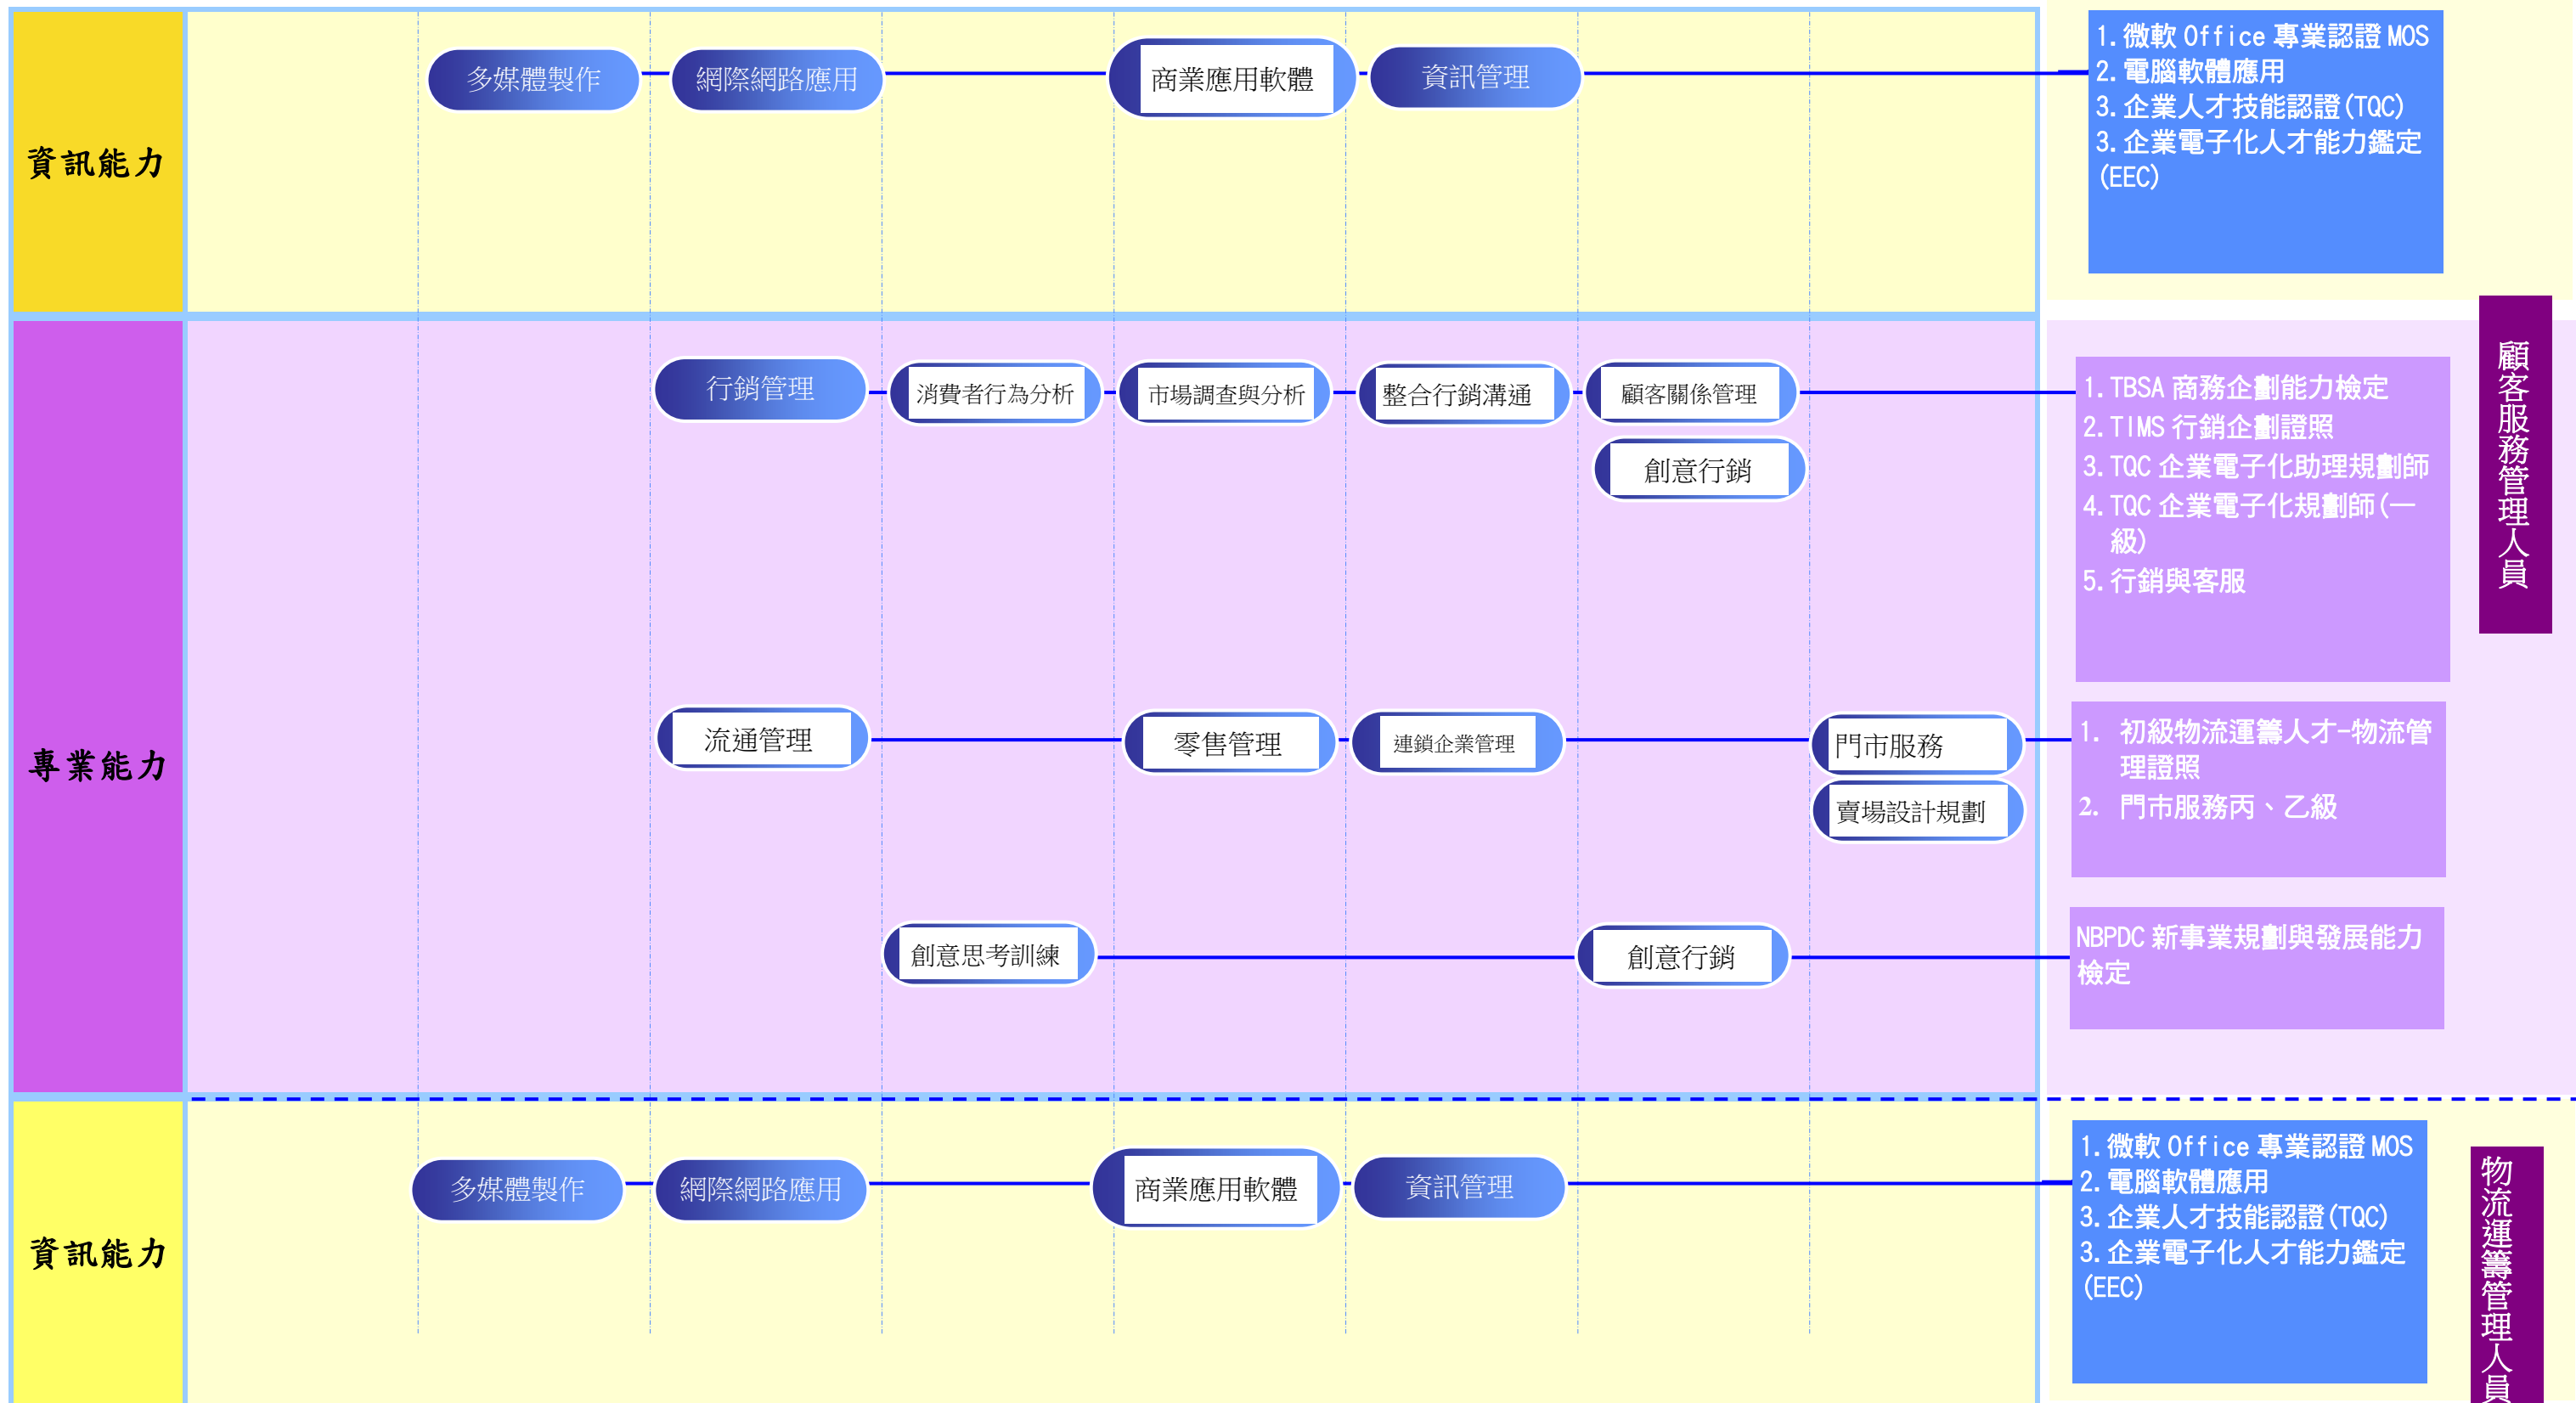 資訊能力
多媒體製作
網際網路應用
商業應用軟體
資訊管理
1.微軟 Office 專業認證 MOS
2.電腦軟體應用
3.企業人才技能認證(TQC)
3.企業電子化人才能力鑑定
(EEC)
顧客服務管理人員
專業能力
行銷管理
消費者行為分析
市場調查與分析
整合行銷溝通
顧客關係管理
創意行銷
1.TBSA 商務企劃能力檢定
2.TIMS 行銷企劃證照
3.TQC 企業電子化助理規劃師
4.TQC 企業電子化規劃師(一
級)
5.行銷與客服
流通管理
零售管理
連鎖企業管理
門市服務
賣場設計規劃
1. 初級物流運籌人才-物流管
理證照
2. 門市服務丙、乙級
創意思考訓練
創意行銷
NBPDC 新事業規劃與發展能力
檢定
資訊能力
多媒體製作
網際網路應用
商業應用軟體
資訊管理
1.微軟 Office 專業認證 MOS
2.電腦軟體應用
3.企業人才技能認證(TQC)
3.企業電子化人才能力鑑定
(EEC)
物流運籌管理人員